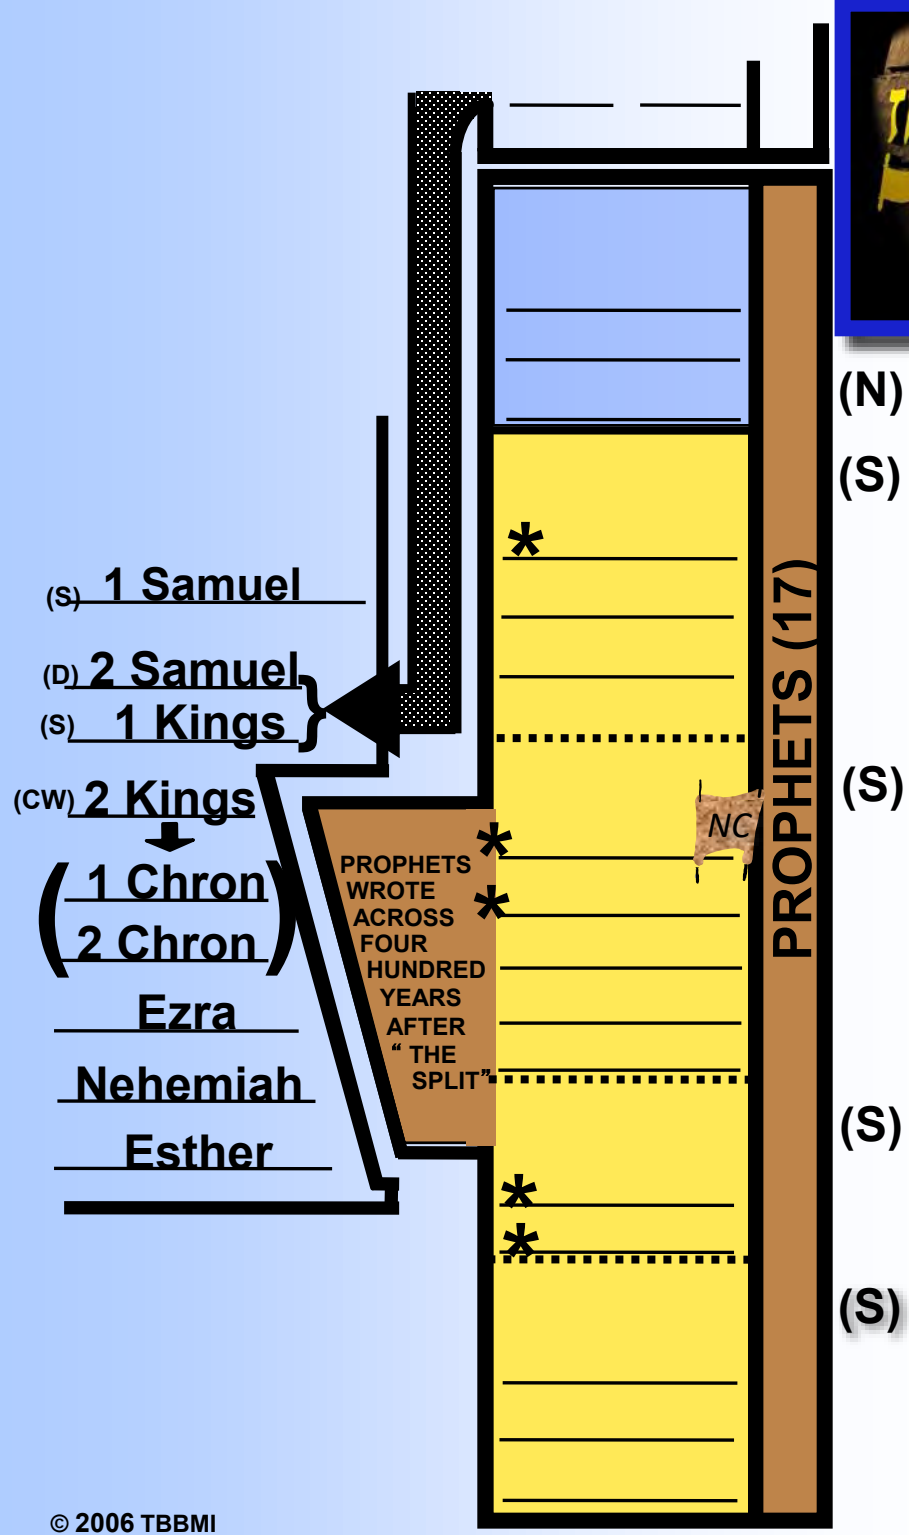 (N)
(S)
(S) 1 Samuel
(D) 2 Samuel
(S) 1 Kings
}
(CW) 2 Kings
(1 Chron
2 Chron)
Ezra
Nehemiah
Esther
PROPHETS
WROTE
ACROSS
FOUR
HUNDRED
YEARS
AFTER
“ THE
SPLIT”
*
*
*
*
*
NC
PROPHETS (17)
(S)
(S)
(S)
© 2006 TBBMI